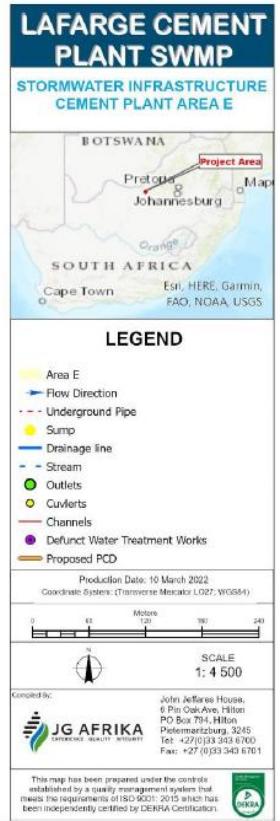 LAFARGE CEMENT
PLANT SWMP
STORMWATER INFRASTRUCTURE
CEMENT PLANT AREA E
BOTSWANA
Project Area
Pretoria
Map
Johannesburg
Orange
SOUTH AFRICA
Cape Town
Esri, HERE, Garmin,
FAO, NOAA, USGS
LEGEND
Area E
Flow Direction
Underground Pipe
Sump
Drainage line
Stream
Outlets
Cuvlerts
Channels
Defunct Water Treatment Works
Proposed PCD
Production Date: 10 March 2022
Coordinate System: (Transverse Mercator LO27; WGS84)
Meters
0 60 120 180 240
N
SCALE
1: 4 500
Compiled By:
JG AFRIKA
EXPERIENCE QUALITY INTEGRITY
John Jeffares House,
6 Pin Oak Ave, Hilton
PO Box 794, Hilton
Pietermaritzburg, 3245
Tel: +27(0)33 343 6700
Fax: +27 (0)33 343 6701
This map has been prepared under the controls
established by a quality management system that
meets the requirements of ISO 9001: 2015 which has
been independently certified by DEKRA Certification.
DEKRA